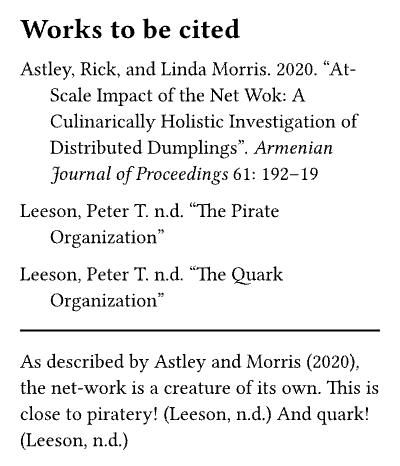 Works to be cited
Astley, Rick, and Linda Morris. 2020. “At-
Scale Impact of the Net Wok: A
Culinarically Holistic Investigation of
Distributed Dumplings”. Armenian
Journal of Proceedings 61: 192–19
Leeson, Peter T. n.d. “The Pirate
Organization”
Leeson, Peter T. n.d. “The Quark
Organization”
As described by Astley and Morris (2020),
the net-work is a creature of its own. This is
close to piratery! (Leeson, n.d.) And quark!
(Leeson, n.d.)